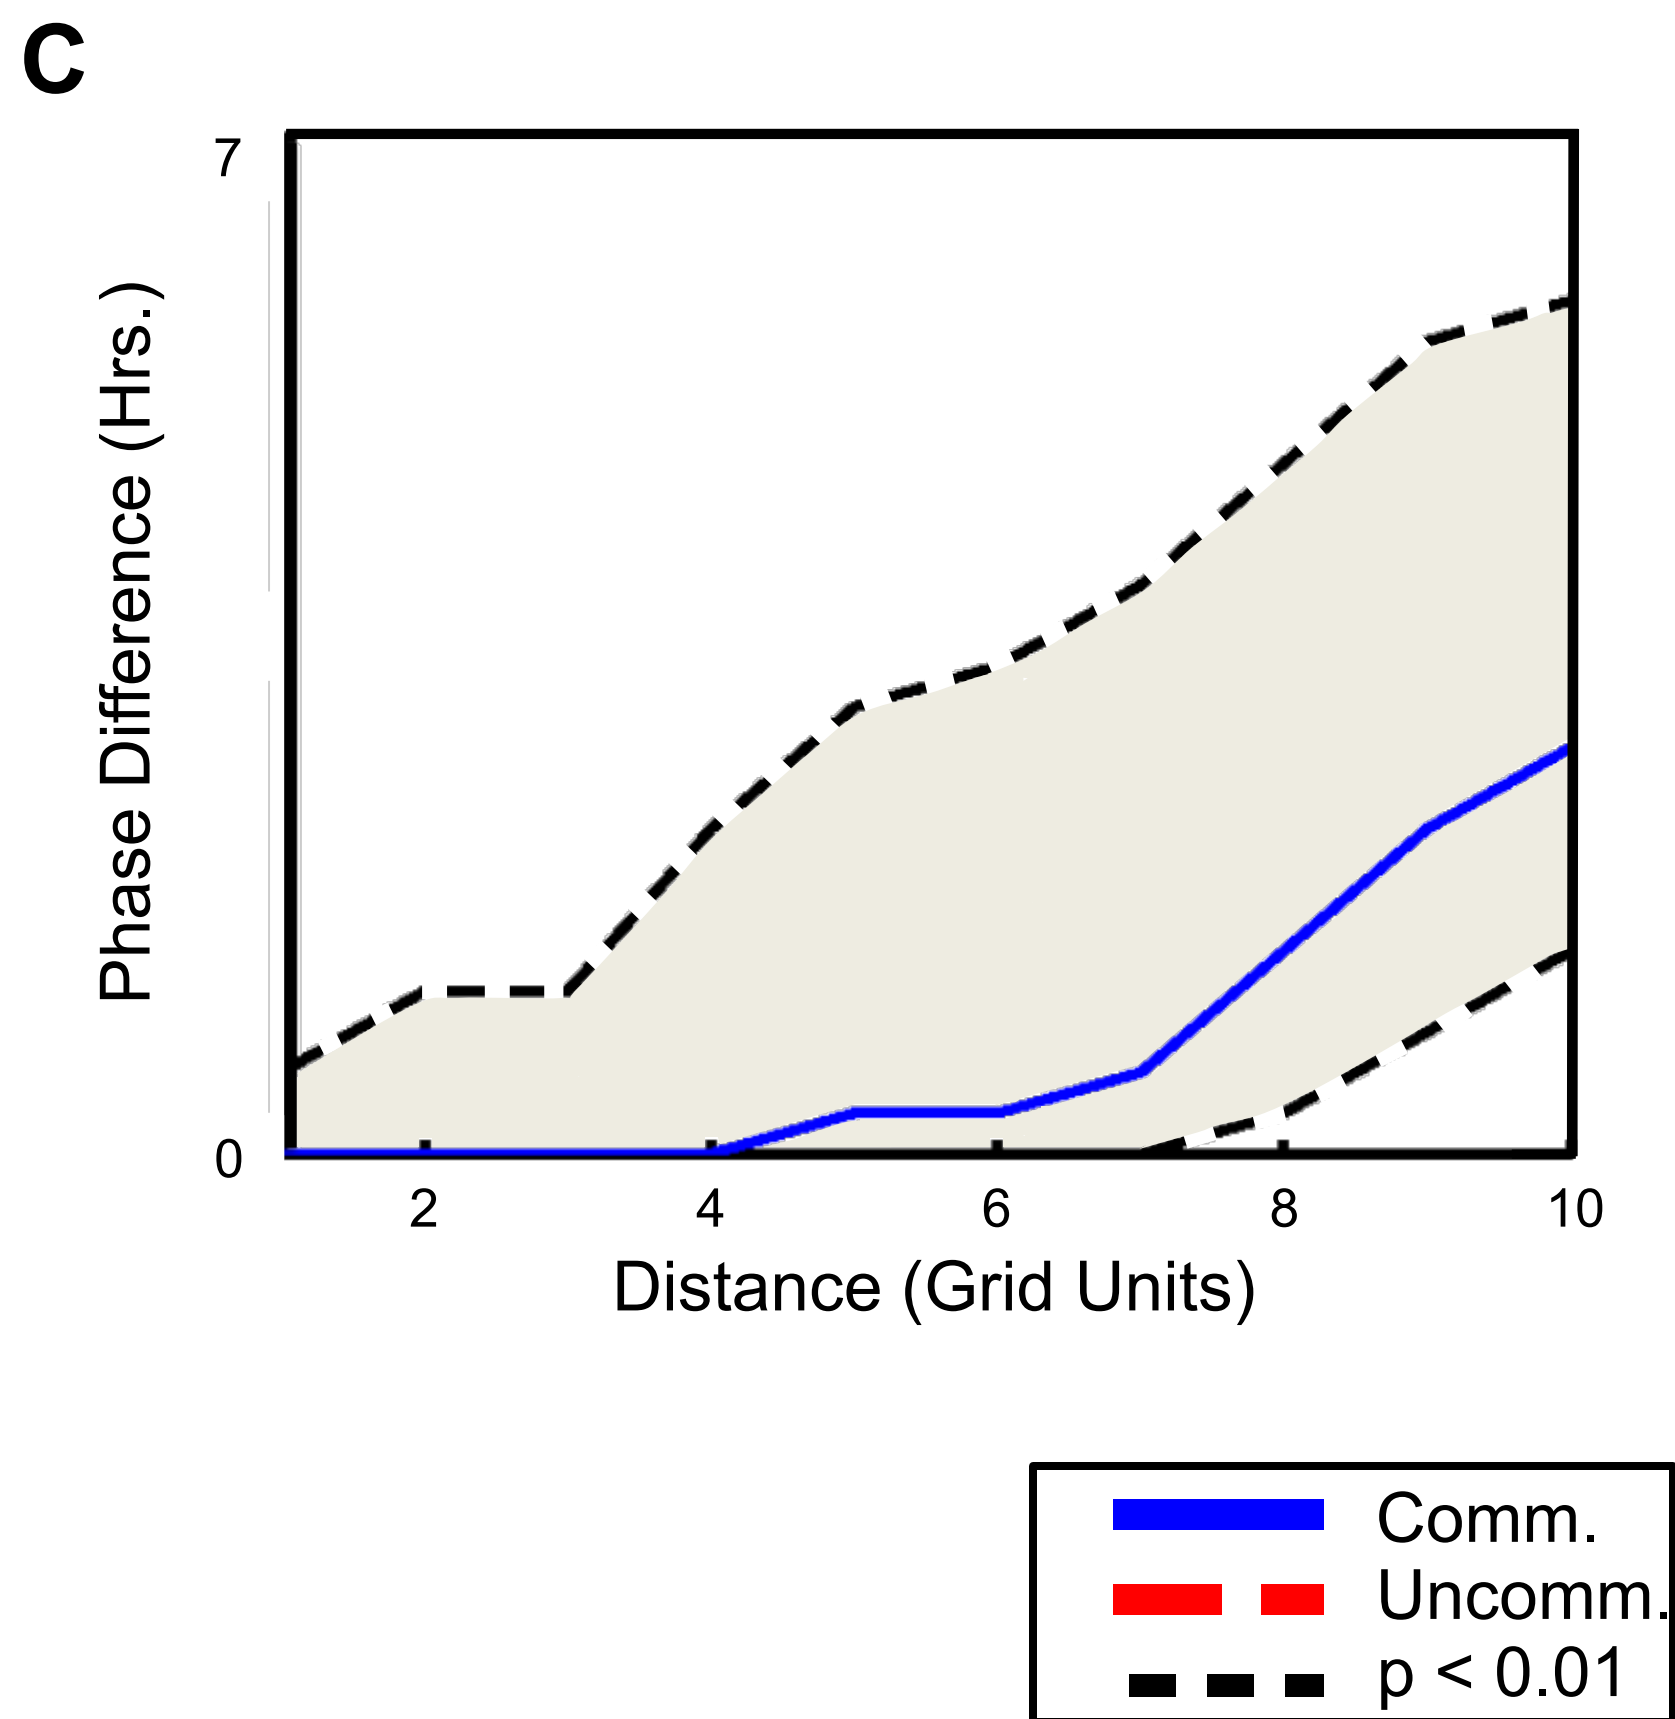 C
7
Phase Difference (Hrs.)
0
2 4 6 8 10
Distance (Grid Units)
Comm.
Uncomm.
p < 0.01